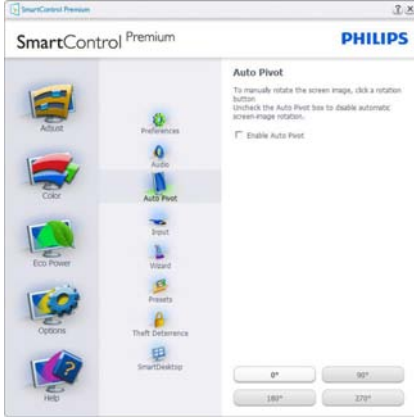 SmartControl Premium
SmartControl Premium
PHILIPS
Adjust
Color
Eco Power
Options
Help
Preferences
Audio
Auto Pivot
Input
Wizard
Presets
Theft Deterrence
SmartDesktop
Auto Pivot
To manually rotate the screen image, click a rotation
button
Uncheck the Auto Pivot box to disable automatic
screen-image rotation.
Enable Auto Pivot
0°
90°
180°
270°